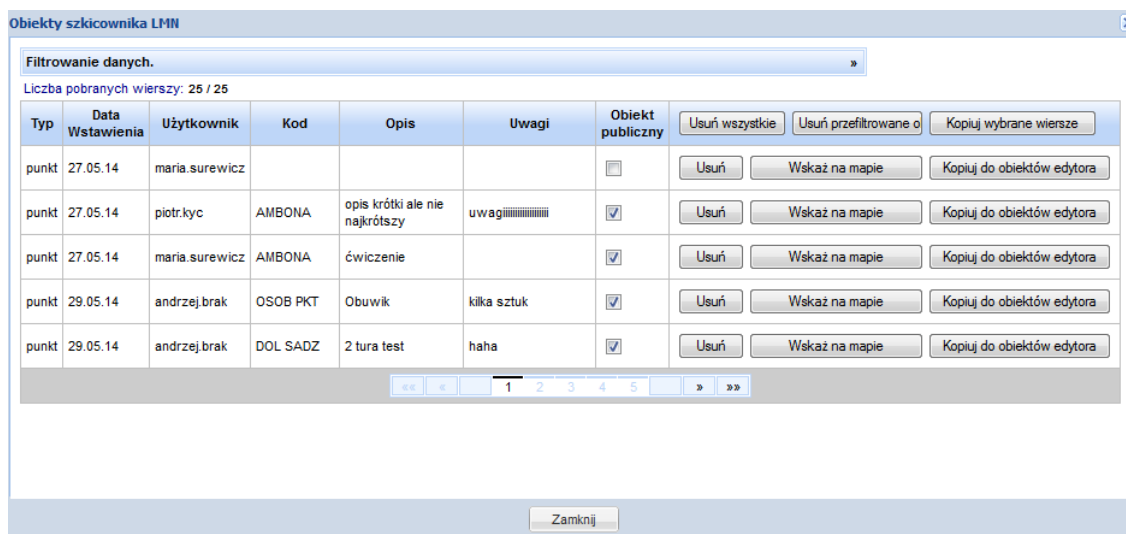 Obiekty szkicownika LMN
Filtrowanie danych. »
Liczba pobranych wierszy: 25 / 25
Typ Data Wstawienia Użytkownik Kod Opis Uwagi Obiekt publiczny Usuń wszystkie Usuń przefiltrowane o Kopiuj wybrane wiersze
punkt 27.05.14 maria.surewicz Usuń Wskaż na mapie Kopiuj do obiektów edytora
punkt 27.05.14 piotr.kyc AMBONA opis krótki ale nie najkrótszy uwagiiiiiiiiiiiiiiiiiii Usuń Wskaż na mapie Kopiuj do obiektów edytora
punkt 27.05.14 maria.surewicz AMBONA ćwiczenie Usuń Wskaż na mapie Kopiuj do obiektów edytora
punkt 29.05.14 andrzej.brak OSOB PKT Obuwik kilka sztuk Usuń Wskaż na mapie Kopiuj do obiektów edytora
punkt 29.05.14 andrzej.brak DOL SADZ 2 tura test haha Usuń Wskaż na mapie Kopiuj do obiektów edytora
«« « 1 2 3 4 5 » »»
Zamknij